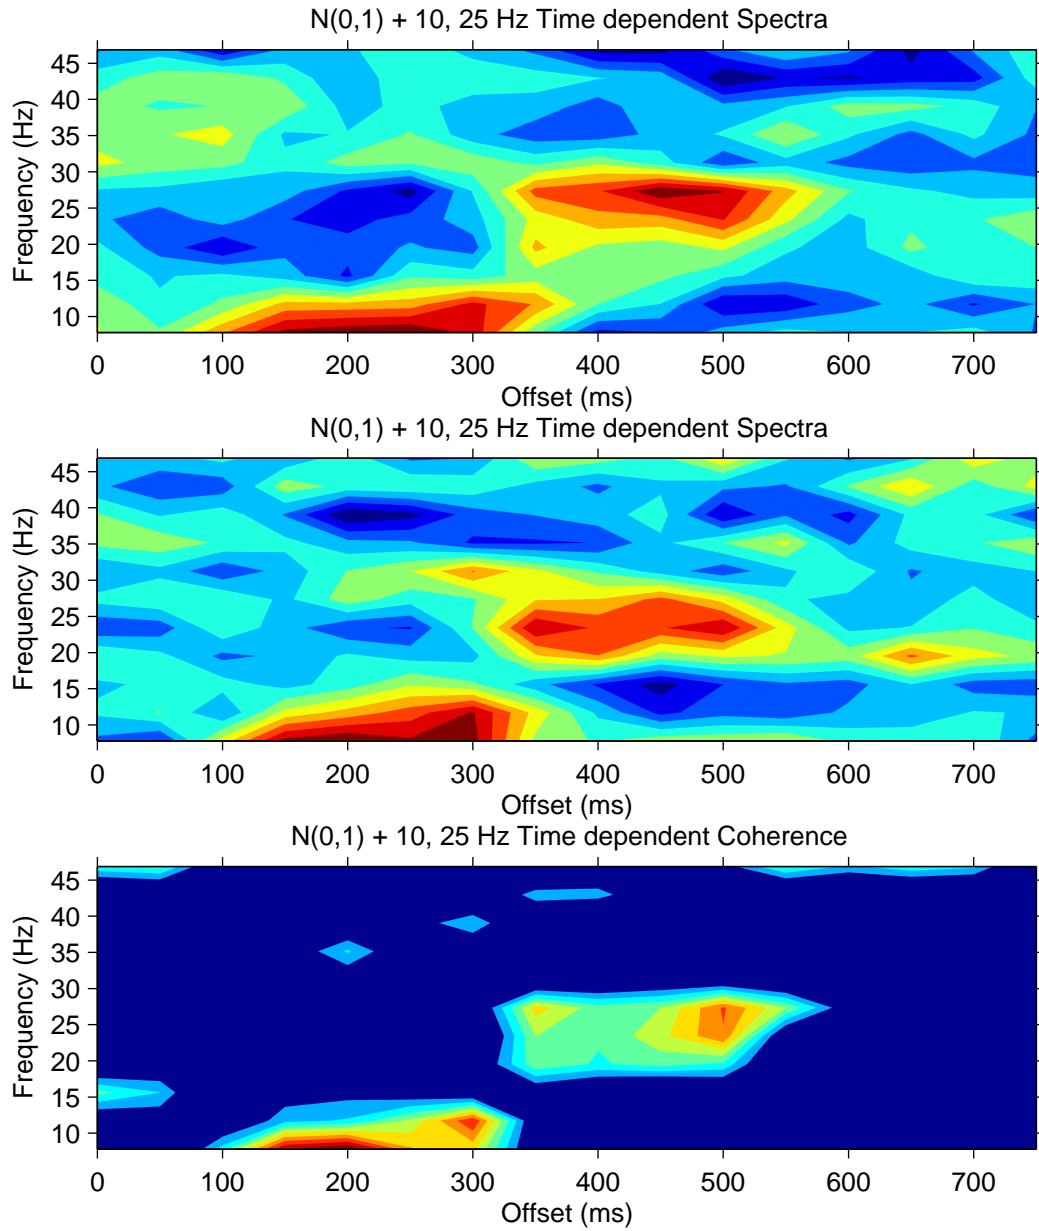 N(0,1) + 10, 25 Hz Time dependent Spectra
45
40
35
30
25
20
15
10
Frequency (Hz)
0 100 200 300 400 500 600 700
Offset (ms)
N(0,1) + 10, 25 Hz Time dependent Spectra
45
40
35
30
25
20
15
10
Frequency (Hz)
0 100 200 300 400 500 600 700
Offset (ms)
N(0,1) + 10, 25 Hz Time dependent Coherence
45
40
35
30
25
20
15
10
Frequency (Hz)
0 100 200 300 400 500 600 700
Offset (ms)